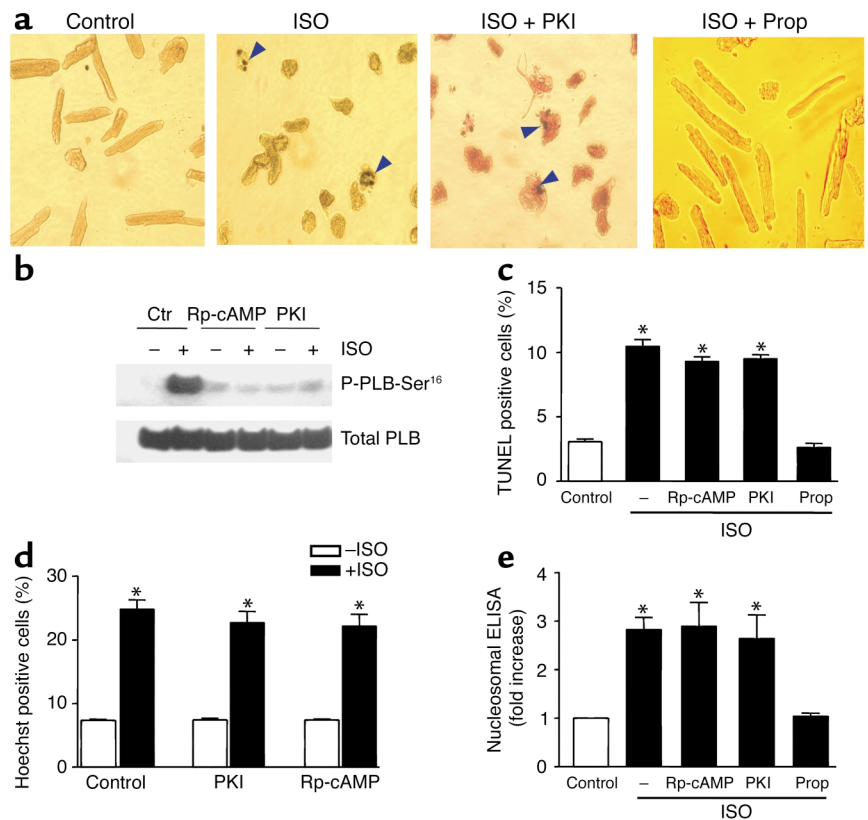 a
Control ISO ISO + PKI ISO + Prop
b
Ctr Rp-cAMP PKI
– + – + – + ISO
P-PLB-Ser16
Total PLB
c
TUNEL positive cells (%)
15
10
5
0
* * *
Control – Rp-cAMP PKI Prop
ISO
d
–ISO
+ISO
Hoechst positive cells (%)
30
20
10
0
* * *
Control PKI Rp-cAMP
e
Nucleosomal ELISA
(fold increase)
4
3
2
1
0
* * *
Control – Rp-cAMP PKI Prop
ISO